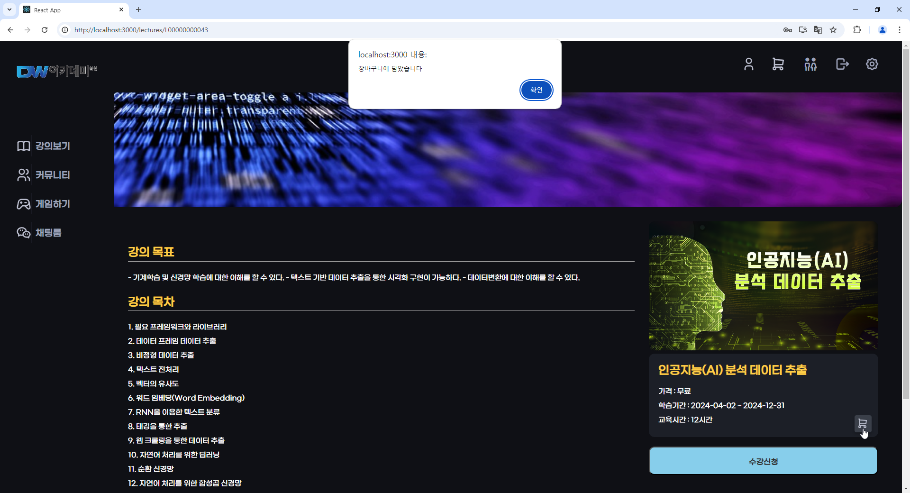 React App
http://localhost:3000/lectures/L00000000043
localhost:3000 내용:
장바구니에 담았습니다
확인
DW아카데미
-widget-area-toggle a i
filter transparent
강의보기
커뮤니티
게임하기
채팅룸
강의 목표
- 기계학습 및 신경망 학습에 대한 이해를 할 수 있다. - 텍스트 기반 데이터 추출을 통한 시각화 구현이 가능하다. - 데이터변환에 대한 이해를 할 수 있다.
강의 목차
1. 필요 프레임워크와 라이브러리
2. 데이터 프레임 데이터 추출
3. 비정형 데이터 추출
4. 텍스트 전처리
5. 벡터의 유사도
6. 워드 임베딩(Word Embedding)
7. RNN을 이용한 텍스트 분류
8. 태깅을 통한 추출
9. 웹 크롤링을 통한 데이터 추출
10. 자연어 처리를 위한 딥러닝
11. 순환 신경망
12. 자연어 처리를 위한 합성곱 신경망
인공지능(AI)
분석 데이터 추출
인공지능(AI) 분석 데이터 추출
가격 : 무료
학습기간 : 2024-04-02 ~ 2024-12-31
교육시간 : 12시간
수강신청